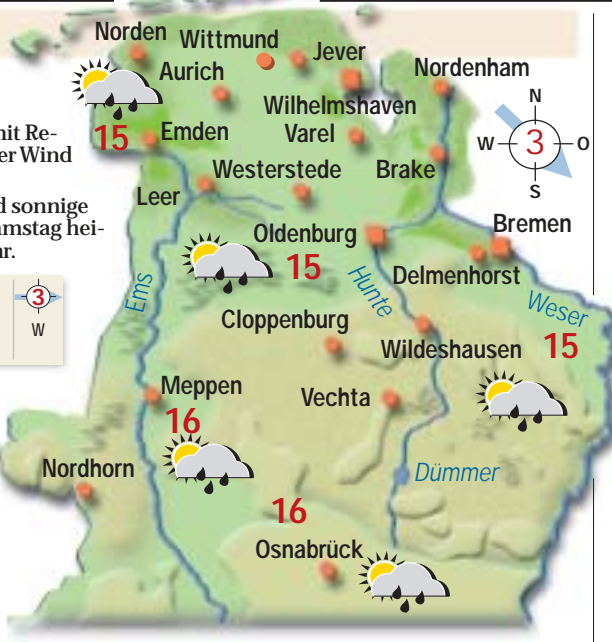 Norden
Wittmund
Jever
Aurich
Nordenham
Wilhelmshaven
15 Emden
Varel
N
W 3 O
S
Westerstede
Brake
Leer
Oldenburg
Bremen
15
Delmenhorst
Ems
Hunte
Weser
Cloppenburg
Wildeshausen
15
Meppen
16
Vechta
Nordhorn
Dümmer
16
Osnabrück
mit Re-
er Wind
d sonnige
mstag hei-
r.
3
W